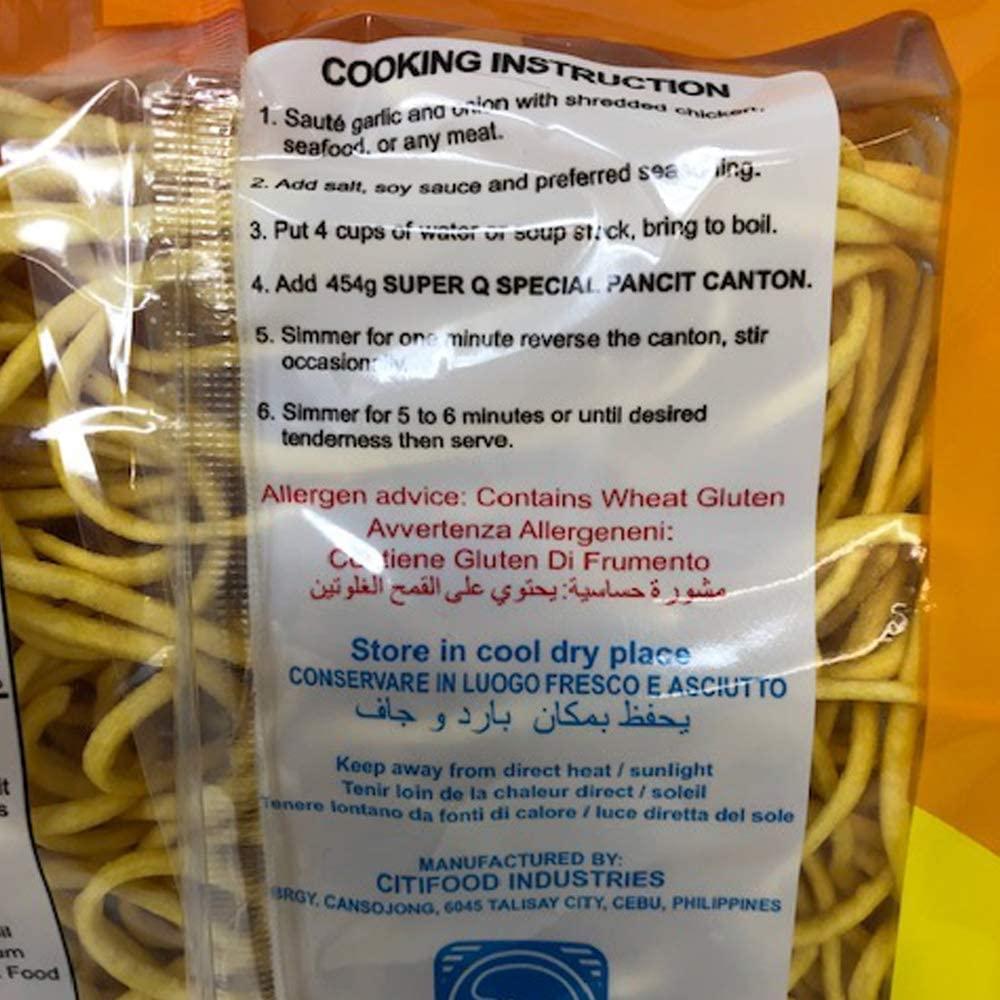 COOKING INSTRUCTION
1. Sauté garlic and onion with shredded chicken,
seafood, or any meat.
2. Add salt, soy sauce and preferred seasoning.
3. Put 4 cups of water or soup stock, bring to boil.
4. Add 454g SUPER Q SPECIAL PANCIT CANTON.
5. Simmer for one minute reverse the canton, stir
occasionally.
6. Simmer for 5 to 6 minutes or until desired
tenderness then serve.
Allergen advice: Contains Wheat Gluten
Avvertenza Allergeneni:
Contiene Gluten Di Frumento
مشورة حساسية: يحتوي على القمح الغلوتين
Store in cool dry place
CONSERVARE IN LUOGO FRESCO E ASCIUTTO
يحفظ بمكان بارد و جاف
Keep away from direct heat / sunlight
Tenir loin de la chaleur direct / soleil
Tenere lontano da fonti di calore / luce diretta del sole
MANUFACTURED BY:
CITIFOOD INDUSTRIES
BRGY, CANSOJONG, 6045 TALISAY CITY, CEBU, PHILIPPINES
Food